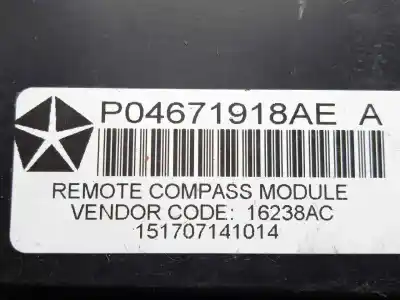 P04671918AE A
REMOTE COMPASS MODULE
VENDOR CODE: 16238AC
151707141014